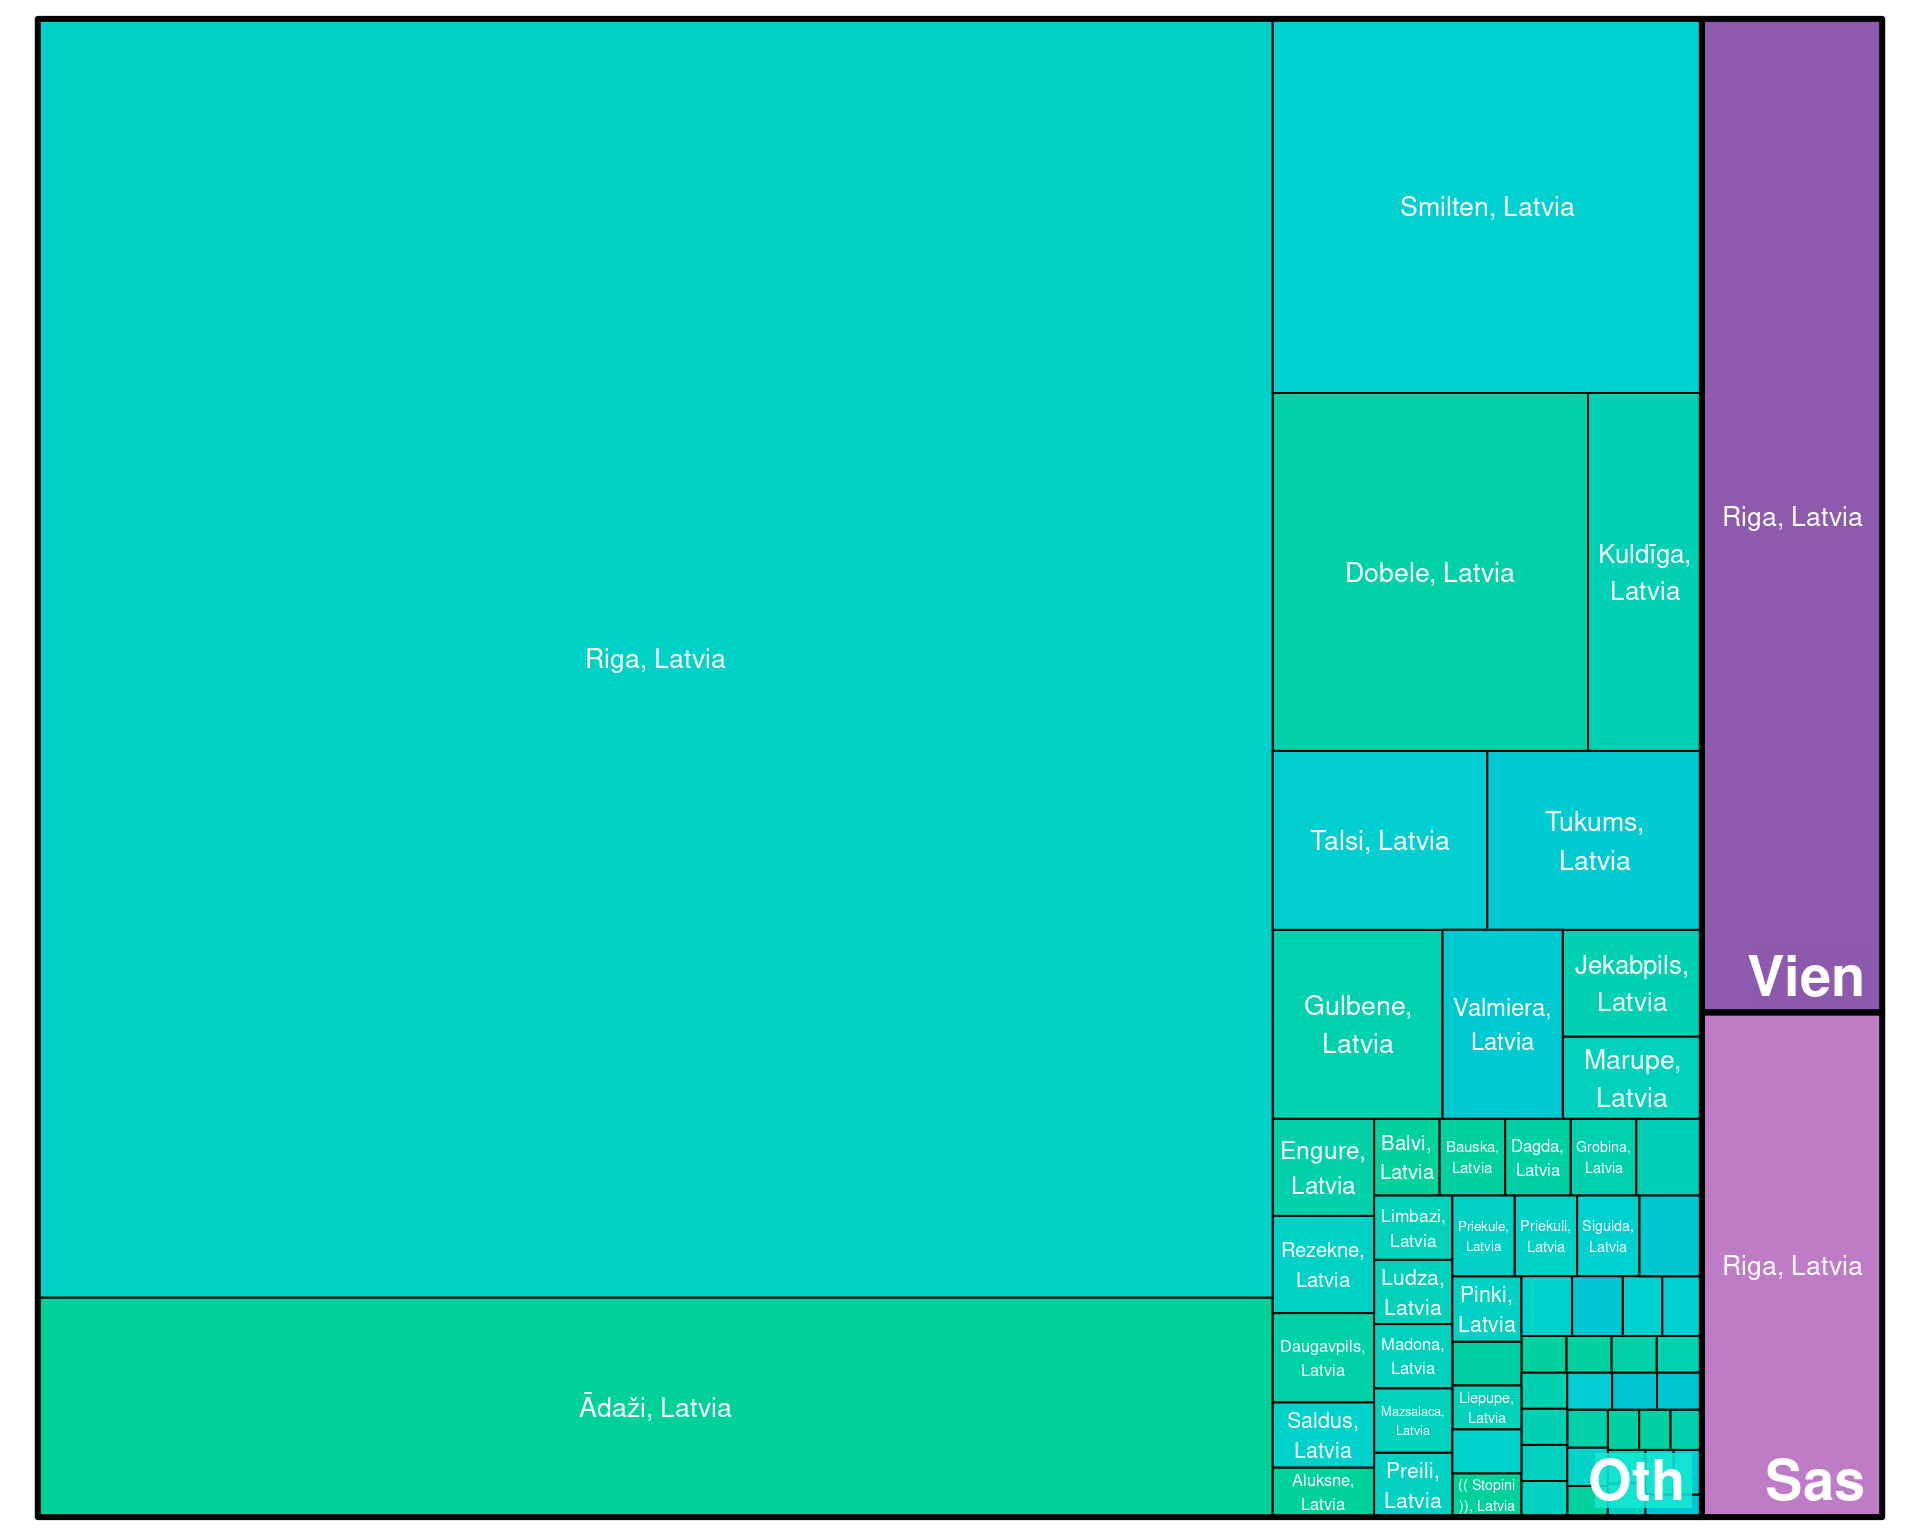 Riga, Latvia
Ādaži, Latvia
Smilten, Latvia
Dobele, Latvia
Kuldīga,
Latvia
Talsi, Latvia
Tukums,
Latvia
Gulbene,
Latvia
Valmiera,
Latvia
Jekabpils,
Latvia
Marupe,
Latvia
Engure,
Latvia
Rezekne,
Latvia
Daugavpils,
Latvia
Saldus,
Latvia
Aluksne,
Latvia
Balvi,
Latvia
Bauska,
Latvia
Dagda,
Latvia
Grobina,
Latvia
Limbazi,
Latvia
Ludza,
Latvia
Madona,
Latvia
Mazsalaca,
Latvia
Preili,
Latvia
Priekule,
Latvia
Priekuli,
Latvia
Sigulda,
Latvia
Pinki,
Latvia
Liepupe,
Latvia
(( Stopini
)), Latvia
Oth
Riga, Latvia
Vien
Riga, Latvia
Sas